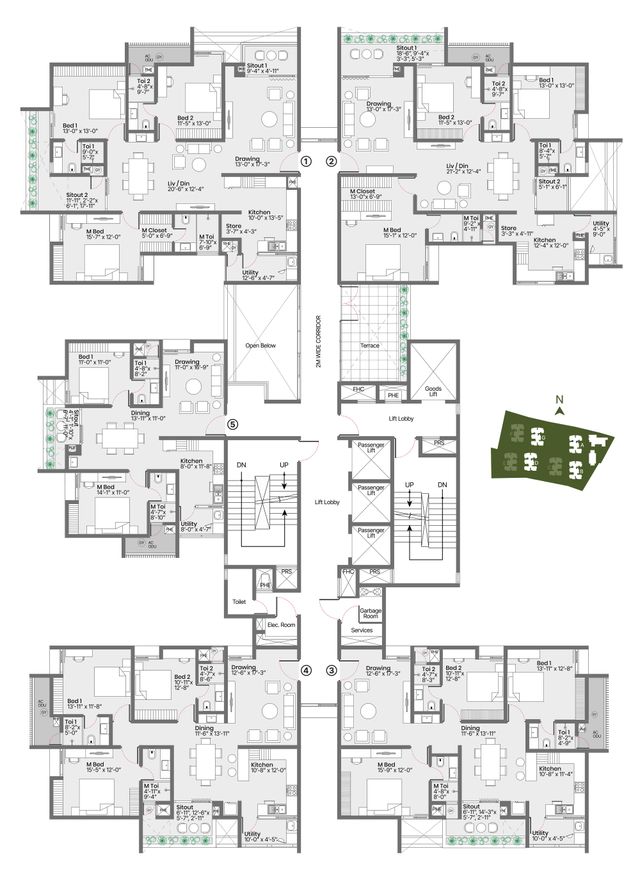 Toi 2
4'-8"x
9'-7"
AC
ODU
Sitout 1
9'-4" x 4'-11"
Bed 1
13'-0" x 13'-0"
Bed 2
11'-5" x 13'-0"
Toi 1
9'-0"x
5'-7"
Drawing
13'-0" x 17'-3"
Liv / Din
20'-6" x 12'-4"
Sitout 2
11'-11", 2'-2"x
6'-1", 17'-11"
M Bed
15'-7" x 12'-0"
M Closet
5'-0" x 6'-9"
M Toi
7'-10"x
6'-9"
Store
3'-7" x 4'-3"
Kitchen
10'-0" x 13'-5"
Utility
12'-6" x 4'-7"
1
2
Sitout 1
18'-6", 9'-4"x
3'-3", 5'-3"
AC
ODU
Drawing
13'-0" x 17'-3"
Bed 2
11'-5" x 13'-0"
Toi 2
4'-8"x
9'-7"
Bed 1
13'-0" x 13'-0"
Toi 1
8'-4"x
5'-7"
Liv / Din
21'-2" x 12'-4"
Sitout 2
5'-1" x 6'-1"
M Closet
13'-0" x 6'-9"
M Bed
15'-1" x 12'-0"
M Toi
9'-2"x
4'-11"
Store
3'-3" x 4'-11"
Kitchen
12'-4" x 12'-0"
Utility
4'-5" x
9'-0"
Open Below
2M WIDE CORRIDOR
Terrace
FHC
PHE
Goods
Lift
Lift Lobby
PRS
Bed 1
11'-0" x 11'-0"
Toi 1
4'-8"x
8'-2"
Drawing
11'-0" x 16'-9"
Dining
13'-11" x 11'-0"
5
Sitout
Kitchen
8'-0" x 11'-8"
M Bed
14'-1" x 11'-0"
M Toi
4'-7"x
8'-10"
Utility
8'-0" x 4'-7"
AC
ODU
DN
UP
Lift Lobby
Passenger
Lift
Passenger
Lift
Passenger
Lift
UP
DN
N
PRS
PHE
Toilet
Elec. Room
FHC
PRS
Garbage
Room
Services
4
3
Bed 1
13'-11" x 11'-8"
Bed 2
10'-11"x
12'-8"
Toi 2
4'-7"x
8'-6"
Drawing
12'-6" x 17'-3"
AC
ODU
Toi 1
8'-2"x
5'-0"
Dining
11'-6" x 13'-11"
M Bed
15'-5" x 12'-0"
M Toi
4'-11"x
9'-4"
Kitchen
10'-8" x 12'-0"
Sitout
6'-11", 12'-6"x
5'-7", 2'-11"
Utility
10'-0" x 4'-5"
Drawing
12'-6" x 17'-3"
Toi 2
4'-7"x
8'-3"
Bed 2
10'-11"x
12'-8"
Bed 1
13'-11" x 12'-8"
Toi 1
8'-2"x
4'-9"
AC
ODU
Dining
11'-6" x 13'-11"
M Bed
15'-9" x 12'-0"
M Toi
4'-8"x
8'-0"
Kitchen
10'-8" x 11'-4"
Sitout
6'-11", 14'-3"x
5'-7", 2'-11"
Utility
10'-0" x 4'-5"